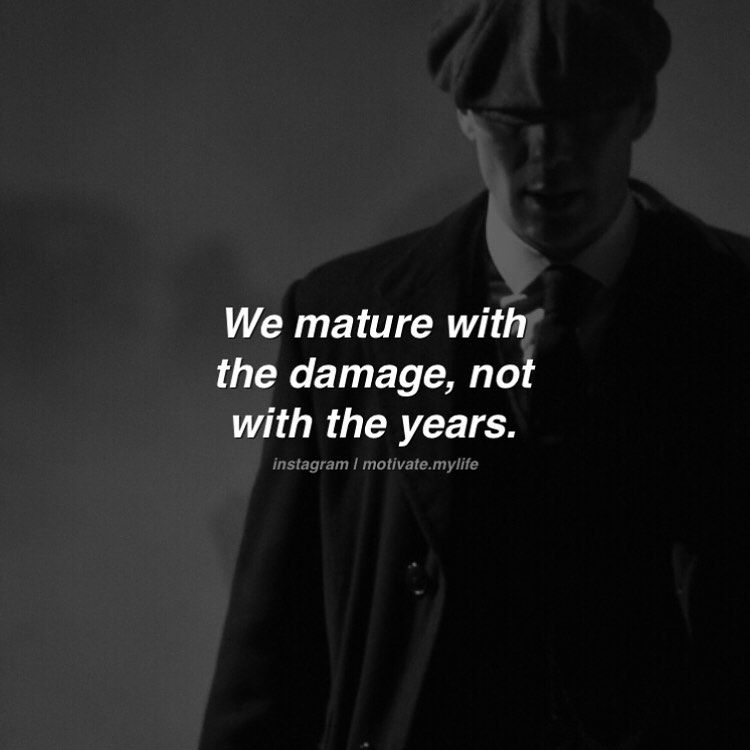 We mature with
the damage, not
with the years.
instagram | motivate.mylife